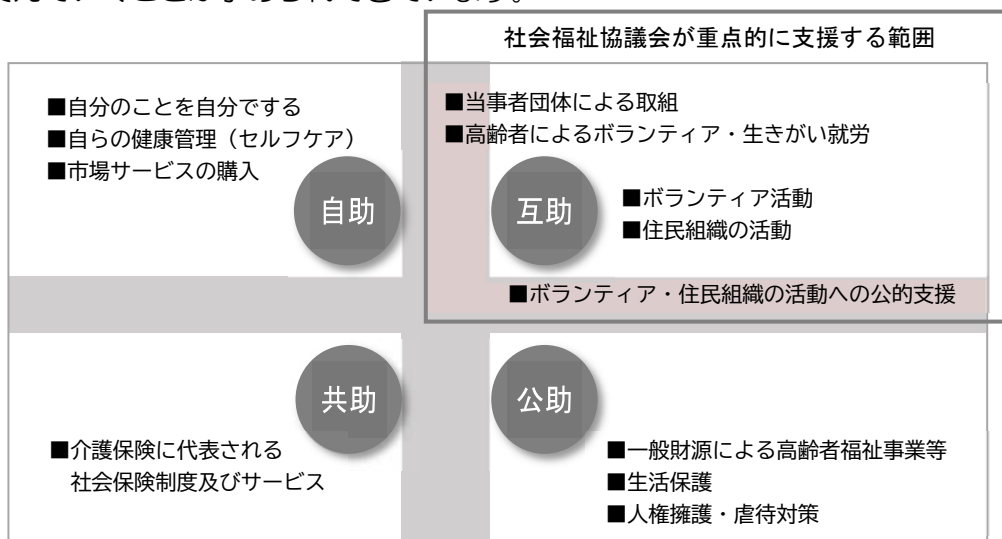 社会福祉協議会が重点的に支援する範囲
■自分のことを自分でする
■自らの健康管理(セルフケア)
■市場サービスの購入
自助
■当事者団体による取組
■高齢者によるボランティア・生きがい就労
互助
■ボランティア活動
■住民組織の活動
■ボランティア・住民組織の活動への公的支援
共助
■介護保険に代表される
社会保険制度及びサービス
公助
■一般財源による高齢者福祉事業等
■生活保護
■人権擁護・虐待対策